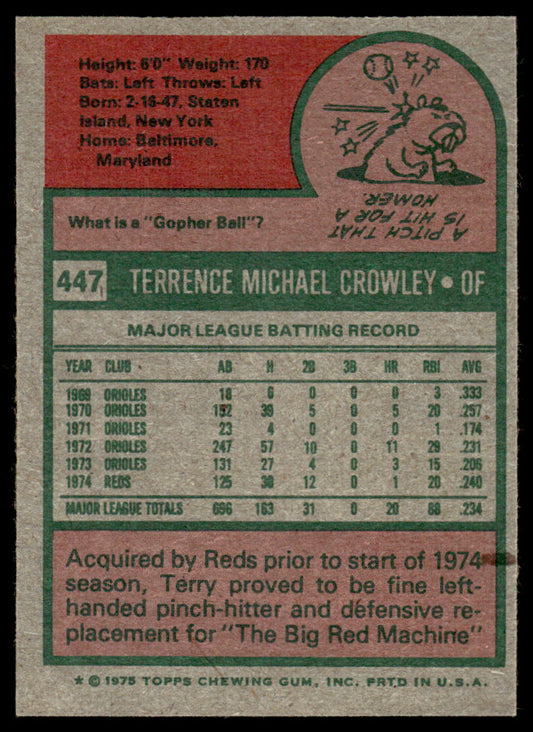 Height: 6'0" Weight: 170
Bats: Left Throws: Left
Born: 2-16-47, Staten
Island, New York
Home: Baltimore,
Maryland
What is a "Gopher Ball"?
A PITCH THAT
IS HIT FOR A
HOMER
447 TERRENCE MICHAEL CROWLEY • OF
MAJOR LEAGUE BATTING RECORD
YEAR CLUB AB H 2B 3B HR RBI AVG
1969 ORIOLES 18 6 0 0 0 3 .333
1970 ORIOLES 152 39 5 0 5 20 .257
1971 ORIOLES 23 4 0 0 0 1 .174
1972 ORIOLES 247 57 10 0 11 29 .231
1973 ORIOLES 131 27 4 0 3 15 .206
1974 REDS 125 30 12 0 1 20 .240
MAJOR LEAGUE TOTALS 696 163 31 0 20 88 .234
Acquired by Reds prior to start of 1974
season, Terry proved to be fine left-
handed pinch-hitter and defensive re-
placement for "The Big Red Machine"
* © 1975 TOPPS CHEWING GUM, INC. PRTD IN U.S.A.